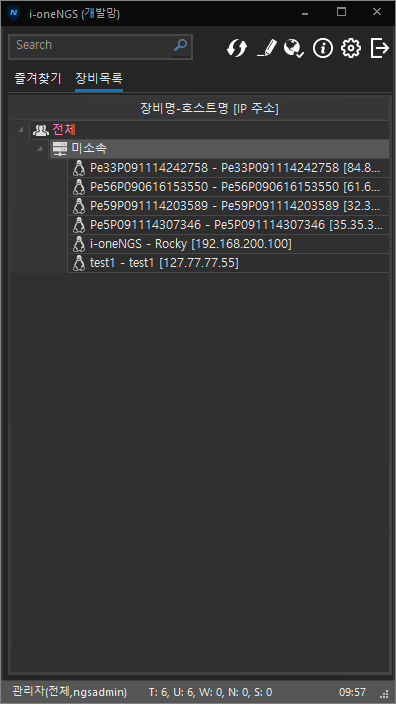 i-oneNGS (개발망)
Search
즐겨찾기 장비목록
장비명-호스트명 [IP 주소]
전체
미소속
Pe33P091114242758 - Pe33P091114242758 [84.8...
Pe56P090616153550 - Pe56P090616153550 [61.6...
Pe59P091114203589 - Pe59P091114203589 [32.3...
Pe5P091114307346 - Pe5P091114307346 [35.35.3...
i-oneNGS - Rocky [192.168.200.100]
test1 - test1 [127.77.77.55]
관리자(전체,ngsadmin) T: 6, U: 6, W: 0, N: 0, S: 0 09:57